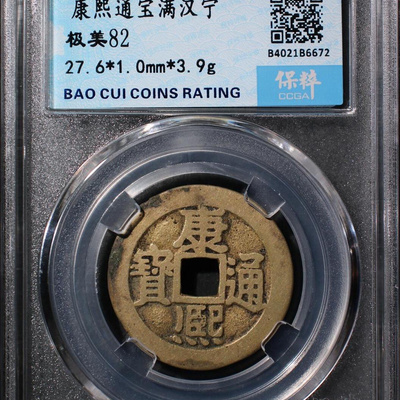 康熙通宝满汉宁
极美82
27.6*1.0mm*3.9g
BAO CUI COINS RATING
B4021B6672
保粹
CCGA
康熙通寶